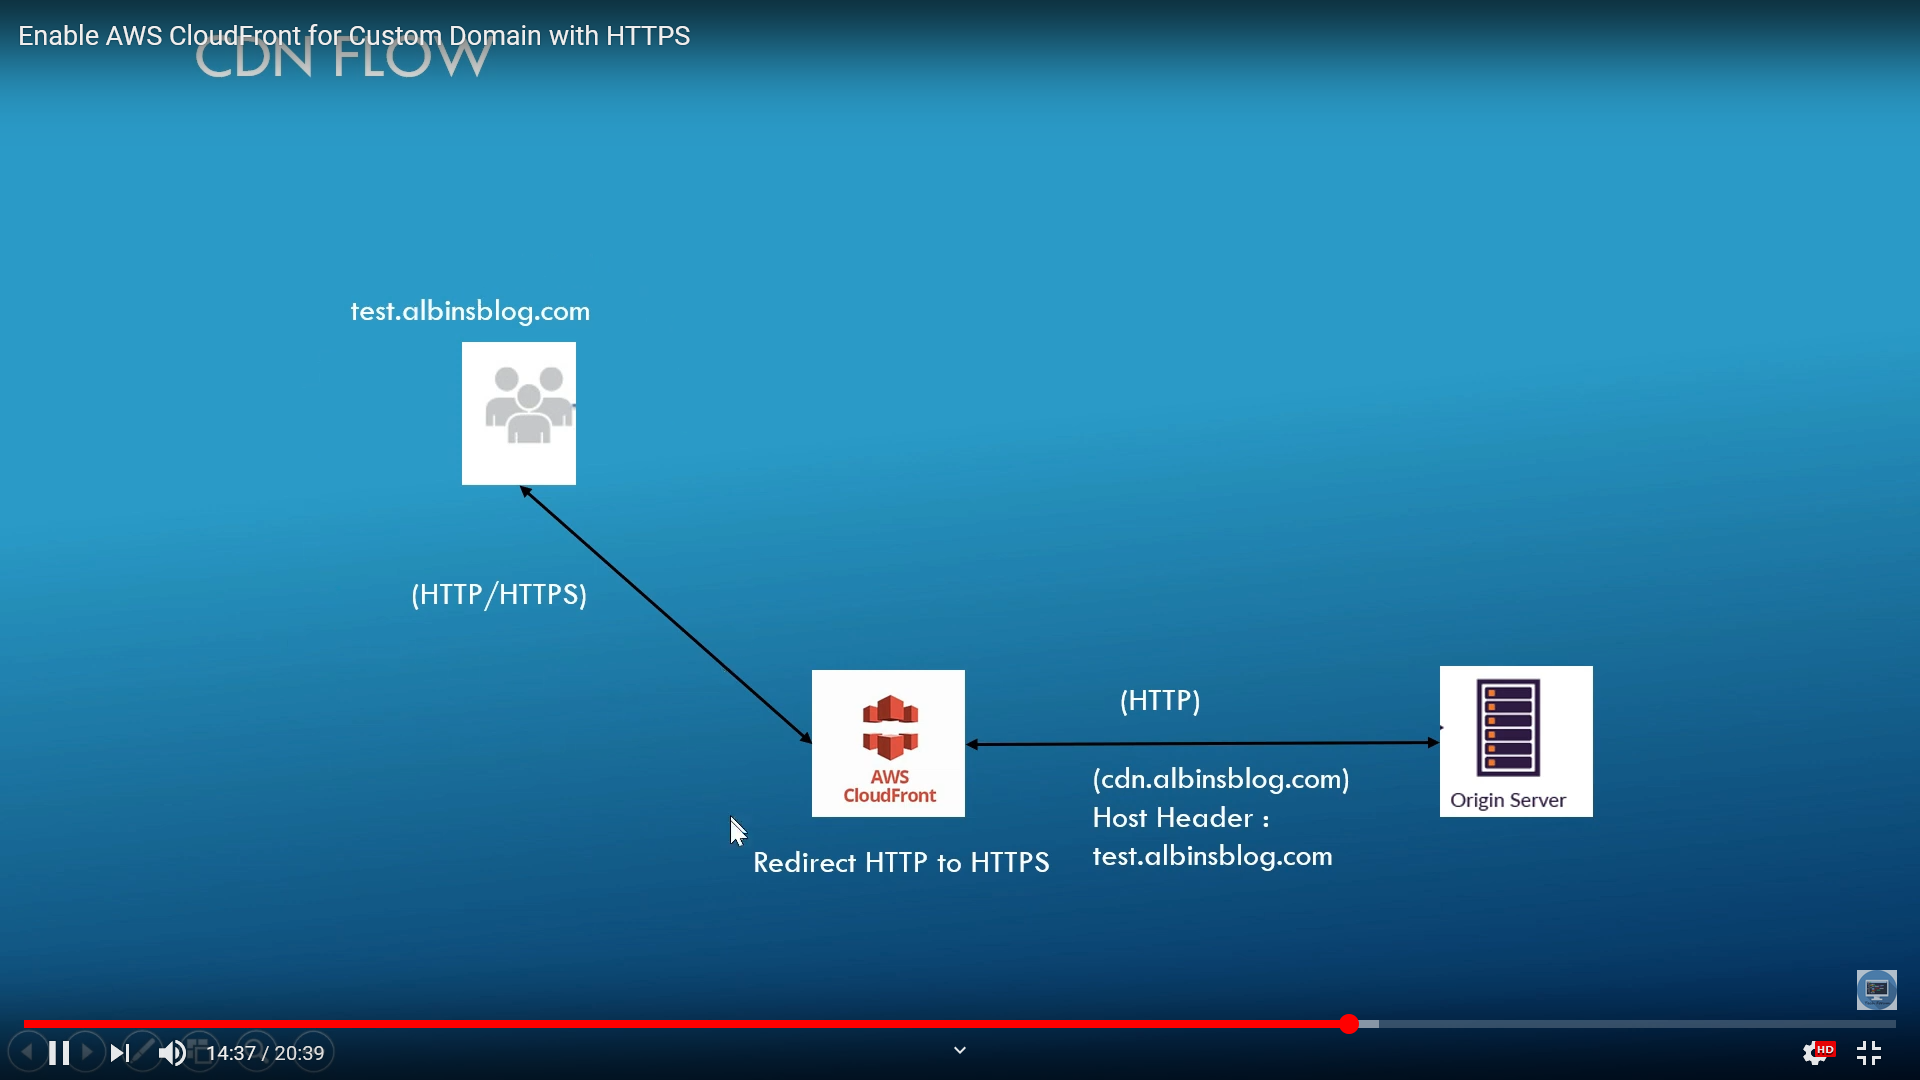 Enable AWS CloudFront for Custom Domain with HTTPS
CDN FLOW
test.albinsblog.com
(HTTP/HTTPS)
AWS
CloudFront
Redirect HTTP to HTTPS
(HTTP)
(cdn.albinsblog.com)
Host Header :
test.albinsblog.com
Origin Server
14:37 / 20:39
HD